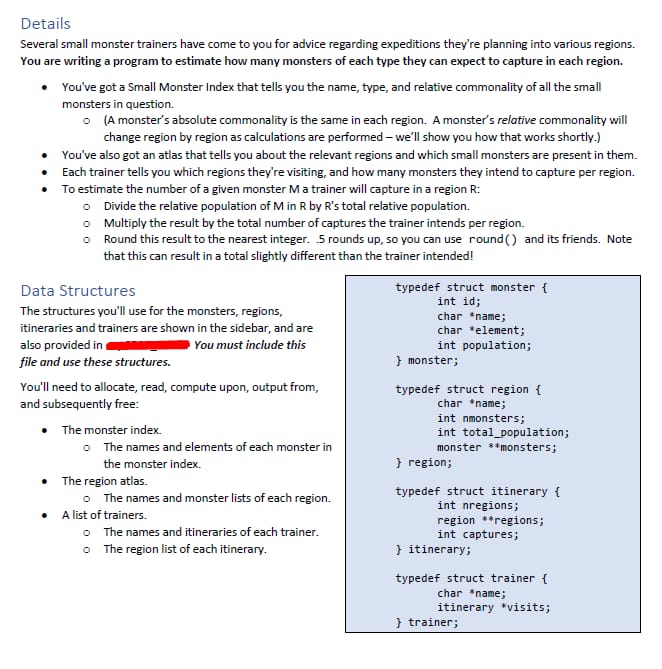 Details
Several small monster trainers have come to you for advice regarding expeditions they're planning into various regions.
You are writing a program to estimate how many monsters of each type they can expect to capture in each region.
• You've got a Small Monster Index that tells you the name, type, and relative commonality of all the small
monsters in question.
o (A monster's absolute commonality is the same in each region. A monster's relative commonality will
change region by region as calculations are performed – we'll show you how that works shortly.)
• You've also got an atlas that tells you about the relevant regions and which small monsters are present in them.
• Each trainer tells you which regions they're visiting, and how many monsters they intend to capture per region.
• To estimate the number of a given monster M a trainer will capture in a region R:
o Divide the relative population of M in R by R's total relative population.
o Multiply the result by the total number of captures the trainer intends per region.
o Round this result to the nearest integer. .5 rounds up, so you can use round() and its friends. Note
that this can result in a total slightly different than the trainer intended!
Data Structures
The structures you'll use for the monsters, regions,
itineraries and trainers are shown in the sidebar, and are
also provided in You must include this
file and use these structures.
You'll need to allocate, read, compute upon, output from,
and subsequently free:
• The monster index.
o The names and elements of each monster in
the monster index.
• The region atlas.
o The names and monster lists of each region.
• A list of trainers.
o The names and itineraries of each trainer.
o The region list of each itinerary.
typedef struct monster {
int id;
char *name;
char *element;
int population;
} monster;
typedef struct region {
char *name;
int nmonsters;
int total_population;
monster **monsters;
} region;
typedef struct itinerary {
int nregions;
region **regions;
int captures;
} itinerary;
typedef struct trainer {
char *name;
itinerary *visits;
} trainer;